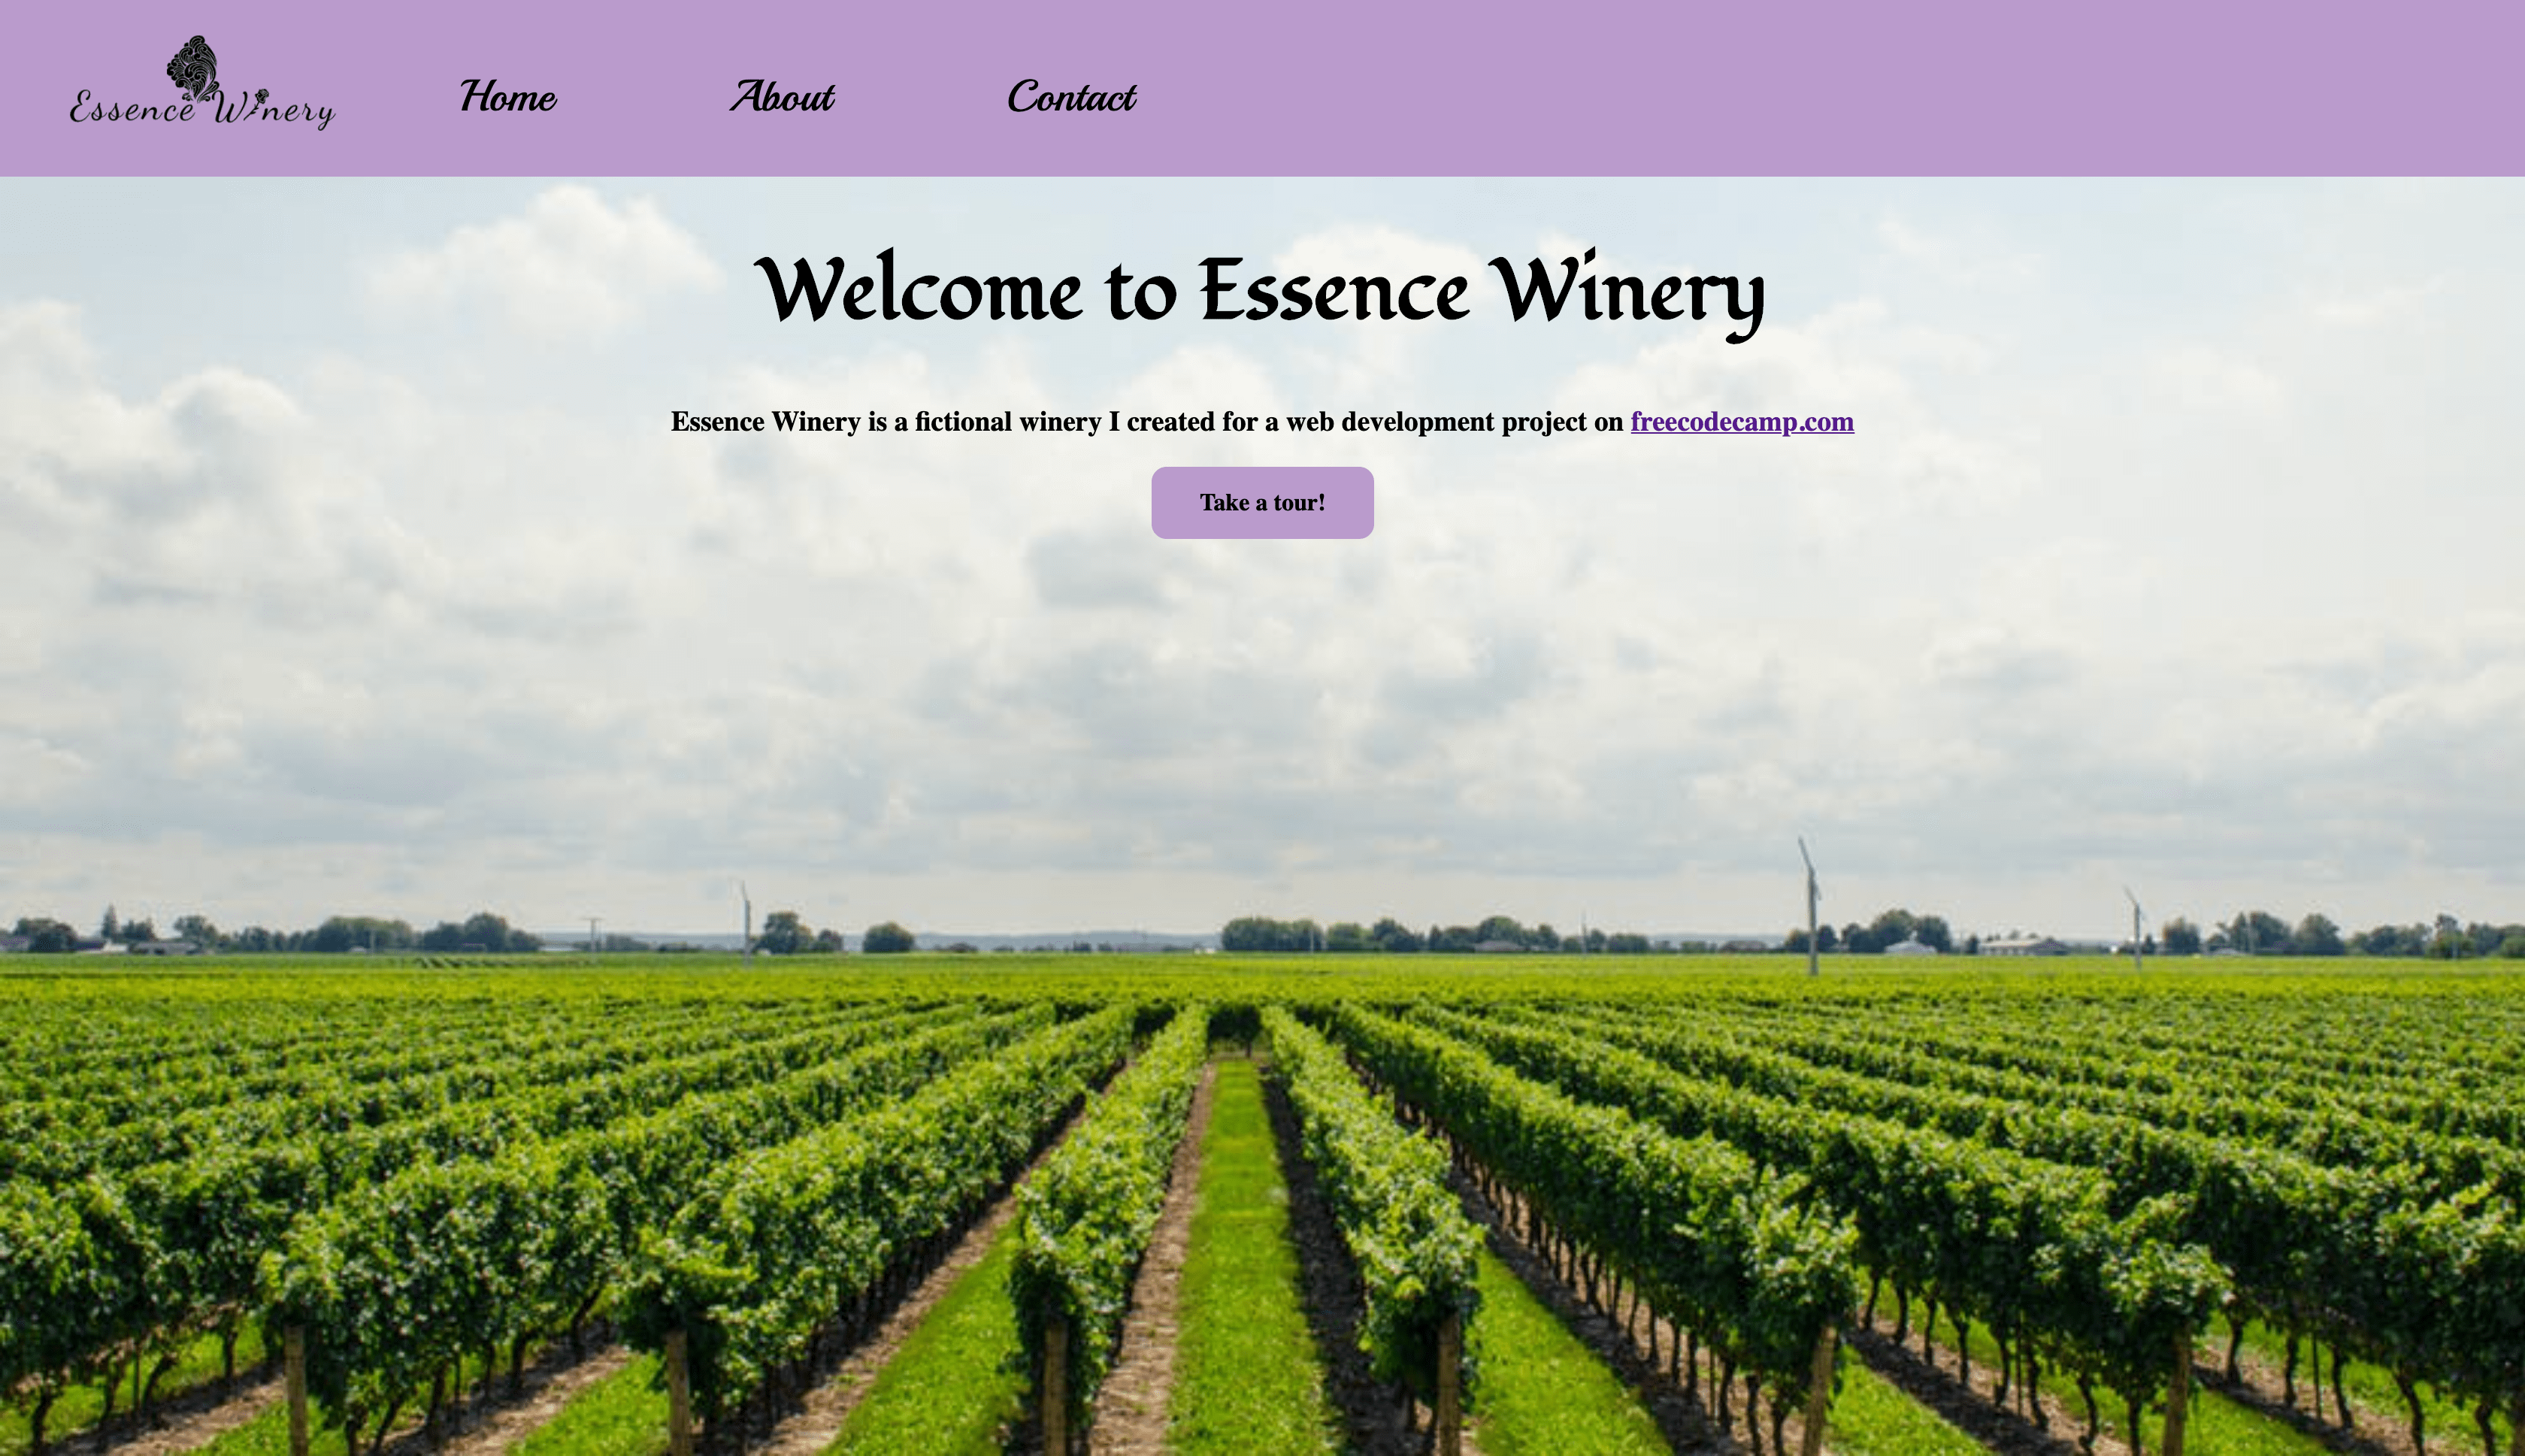 Essence Winery
Home About Contact
Welcome to Essence Winery
Essence Winery is a fictional winery I created for a web development project on freecodecamp.com
Take a tour!